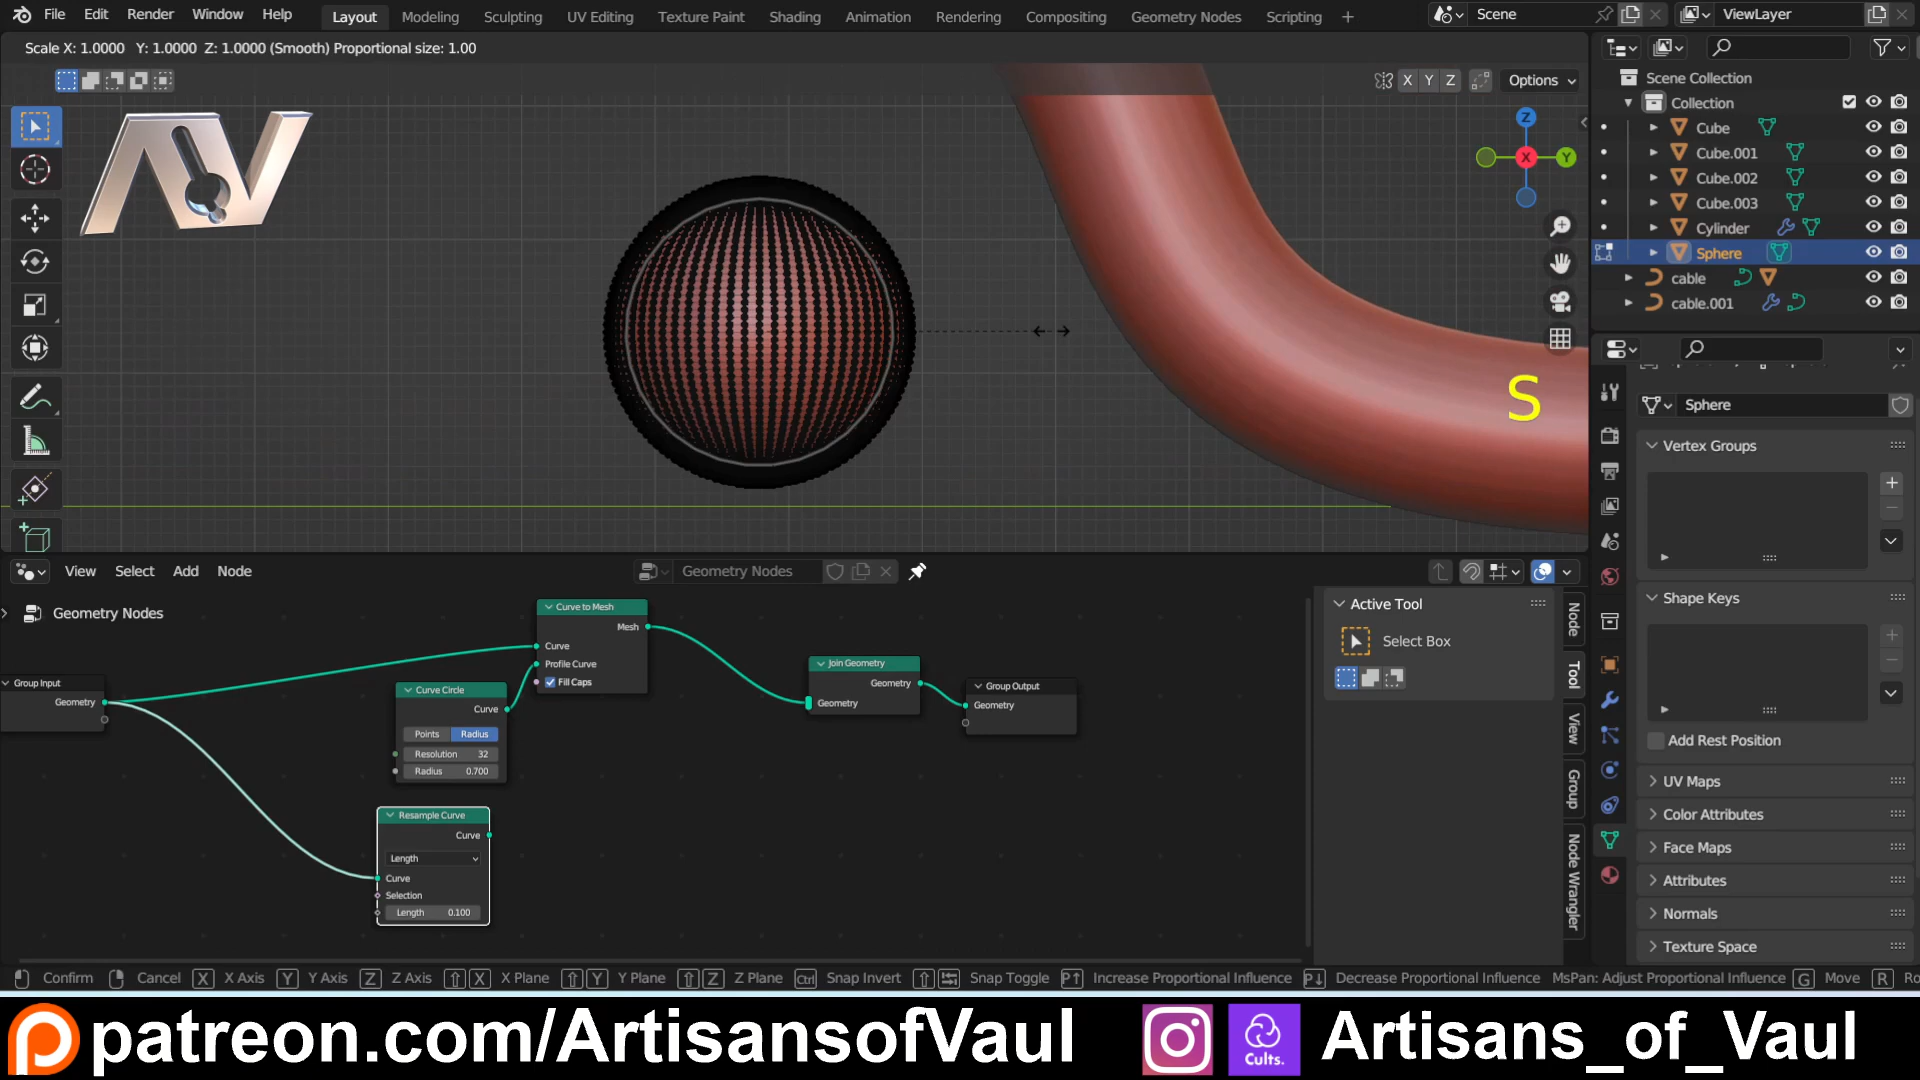 File Edit Render Window Help Layout Modeling Sculpting UV Editing Texture Paint Shading Animation Rendering Compositing Geometry Nodes Scripting + Scene ViewLayer
Scale X: 1.0000 Y: 1.0000 Z: 1.0000 (Smooth) Proportional size: 1.00
X Y Z Options
Scene Collection
Collection
Cube
Cube.001
Cube.002
Cube.003
Cylinder
Sphere
cable
cable.001
Z
X
Y
S
Sphere
Vertex Groups
Shape Keys
Add Rest Position
UV Maps
Color Attributes
Face Maps
Attributes
Normals
Texture Space
View Select Add Node Geometry Nodes
Geometry Nodes
Group Input
Geometry
Curve to Mesh
Mesh
Curve
Profile Curve
Fill Caps
Curve Circle
Curve
Points Radius
Resolution 32
Radius 0.700
Resample Curve
Curve
Length
Curve
Selection
Length 0.100
Join Geometry
Geometry
Geometry
Group Output
Geometry
Active Tool
Select Box
Node
Tool
View
Group
Node Wrangler
Confirm Cancel X X Axis Y Y Axis Z Z Axis X X Plane Y Y Plane Z Z Plane Ctrl Snap Invert Snap Toggle Increase Proportional Influence Decrease Proportional Influence MsPan: Adjust Proportional Influence G Move R Ro
patreon.com/ArtisansofVaul Cults. Artisans_of_Vaul